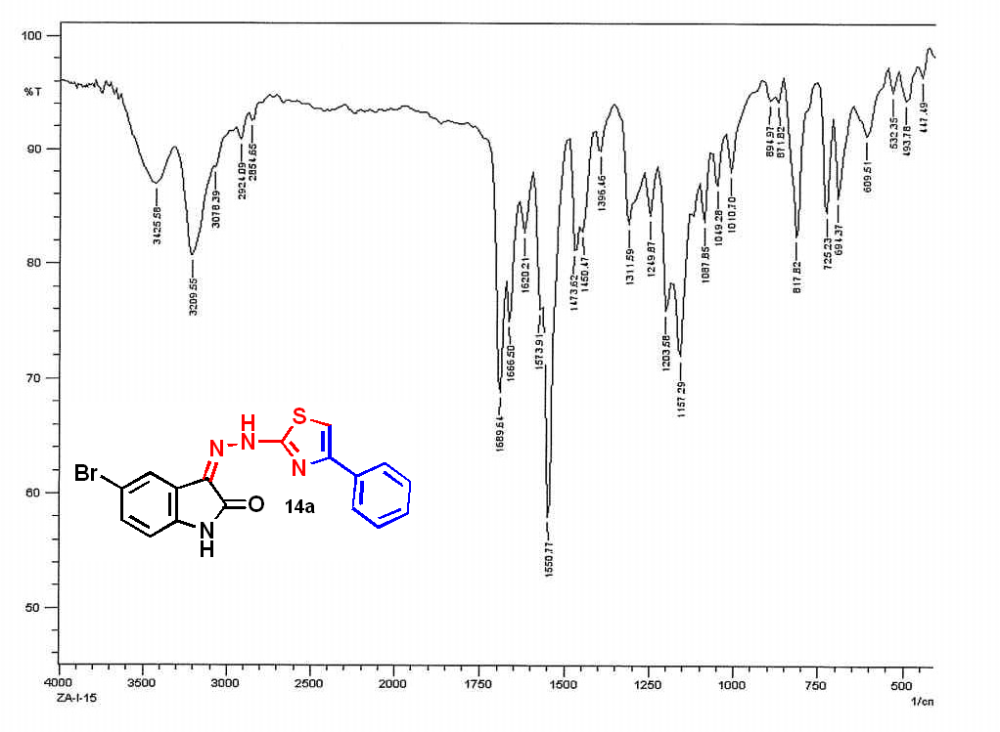 100
%T
90
80
70
60
50
3425.58
3209.55
3078.39
2924.09
2854.65
1689.64
1666.50
1620.21
1573.91
1550.77
1473.62
1450.47
1396.46
1311.59
1249.87
1203.58
1157.29
1087.85
1049.28
1010.70
894.97
871.82
817.82
725.23
694.37
609.51
532.35
493.78
447.49
H
N
N
S
N
Br
O
N
H
14a
4000 3500 3000 2500 2000 1750 1500 1250 1000 750 500
ZA-I-15 1/cm